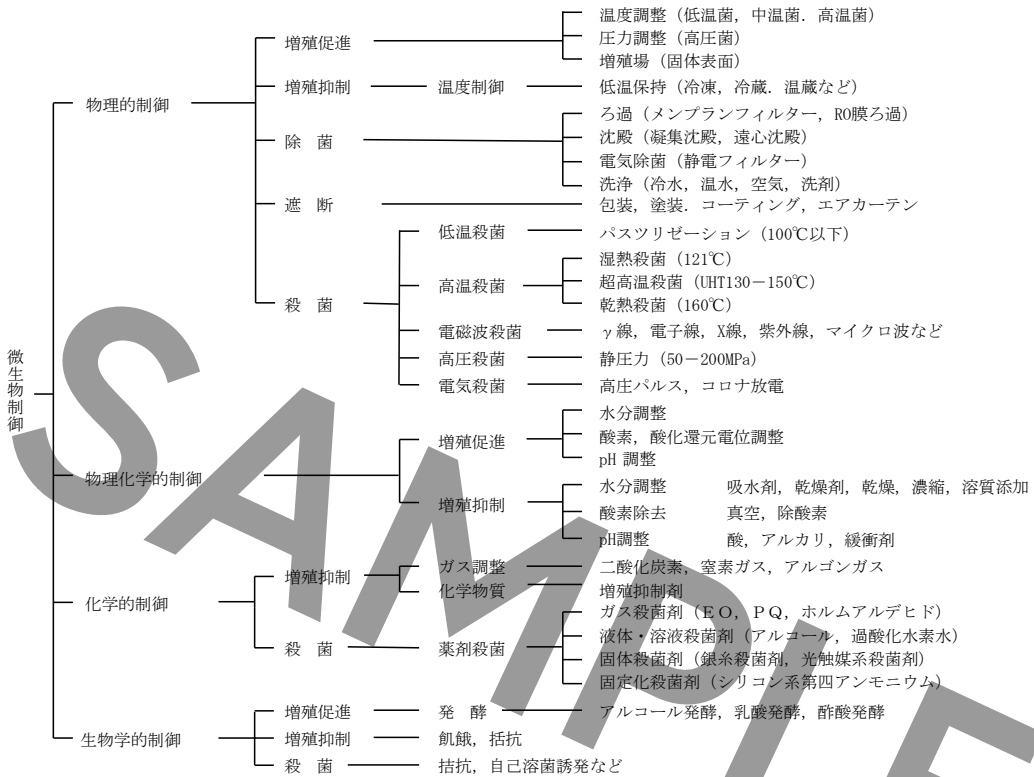 微生物制御
物理的制御
増殖促進
温度調整（低温菌，中温菌．高温菌）
圧力調整（高圧菌）
増殖場（固体表面）
増殖抑制　温度制御　低温保持（冷凍，冷蔵．温蔵など）
除　菌
ろ過（メンブランフィルター，RO膜ろ過）
沈殿（凝集沈殿，遠心沈殿）
電気除菌（静電フィルター）
洗浄（冷水，温水，空気，洗剤）
遮　断　包装，塗装．コーティング，エアカーテン
殺　菌
低温殺菌　パスツリゼーション（100℃以下）
高温殺菌
湿熱殺菌（121℃）
超高温殺菌（UHT130－150℃）
乾熱殺菌（160℃）
電磁波殺菌　γ線，電子線，X線，紫外線，マイクロ波など
高圧殺菌　静圧力（50－200MPa）
電気殺菌　高庄パルス，コロナ放電
物理化学的制御
増殖促進
水分調整
酸素，酸化還元電位調整
pH 調整
増殖抑制
水分調整　吸水剤，乾燥剤，乾燥，濃縮，溶質添加
酸素除去　真空，除酸素
pH調整　酸，アルカリ，緩衝剤
化学的制御
増殖抑制
ガス調整　二酸化炭素，窒素ガス，アルゴンガス
化学物質　増殖抑制剤
殺　菌　薬剤殺菌
ガス殺菌剤（ＥＯ，ＰＱ，ホルムアルデヒド）
液体・溶液殺菌剤（アルコール，過酸化水素水）
固体殺菌剤（銀糸殺菌剤，光触媒系殺菌剤）
固定化殺菌剤（シリコン系第四アンモニウム）
生物学的制御
増殖促進　発　酵　アルコール発酵，乳酸発酵，酢酸発酵
増殖抑制　飢餓，括抗
殺　菌　拮抗，自己溶菌誘発など
SAMPLE